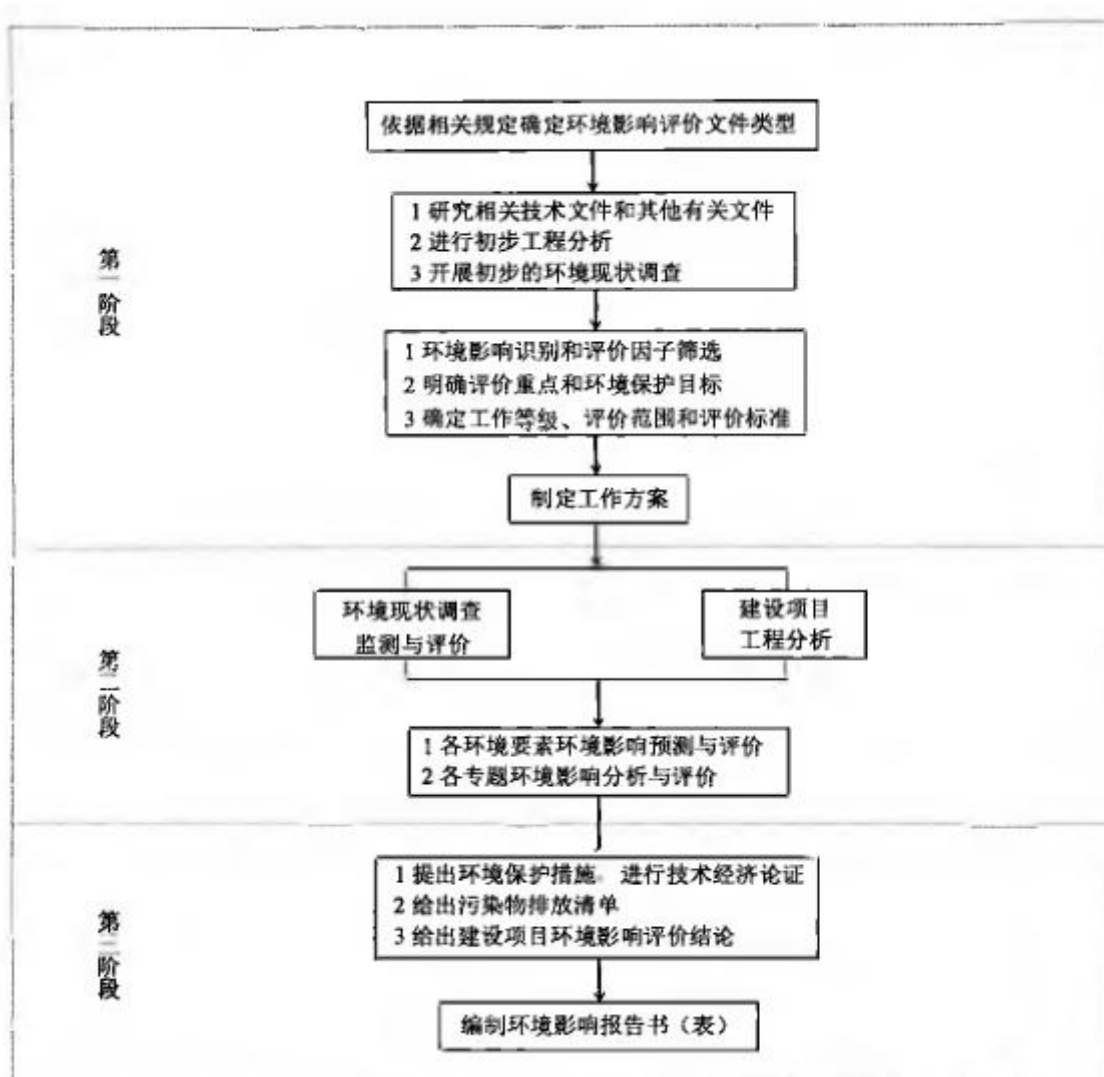 依据相关规定确定环境影响评价文件类型
1 研究相关技术文件和其他有关文件
2 进行初步工程分析
3 开展初步的环境现状调查
第一阶段
1 环境影响识别和评价因子筛选
2 明确评价重点和环境保护目标
3 确定工作等级、评价范围和评价标准
制定工作方案
环境现状调查
监测与评价
建设项目
工程分析
第二阶段
1 各环境要素环境影响预测与评价
2 各专题环境影响分析与评价
1 提出环境保护措施。进行技术经济论证
2 给出污染物排放清单
3 给出建设项目环境影响评价结论
第三阶段
编制环境影响报告书（表）